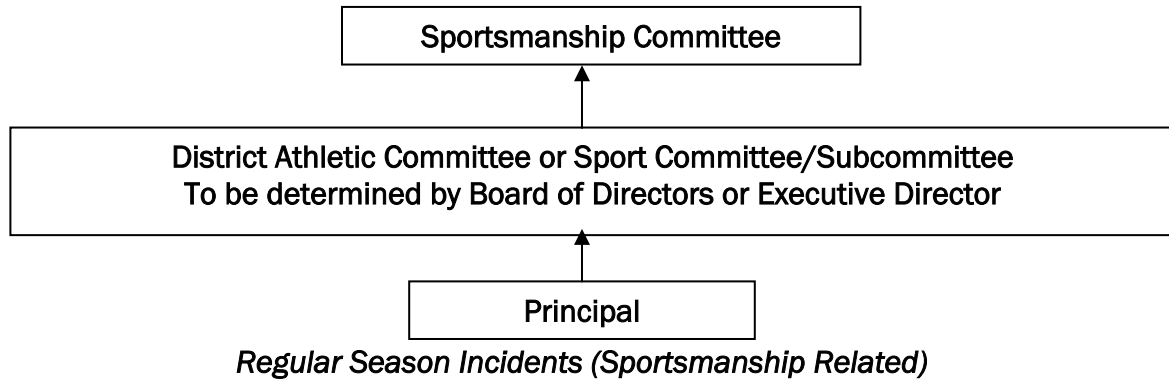 Sportsmanship Committee
District Athletic Committee or Sport Committee/Subcommittee
To be determined by Board of Directors or Executive Director
Principal
Regular Season Incidents (Sportsmanship Related)